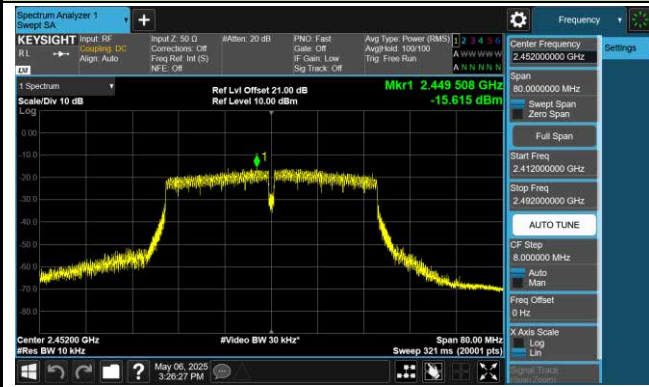 Spectrum Analyzer 1
Swept SA
Frequency
KEYSIGHT
Input: RF
Coupling: DC
Align: Auto
Input Z: 50 Ω
Corrections: Off
Freq Ref: Int (S)
NFE: Off
#Atten: 20 dB
PNO: Fast
Gate: Off
IF Gain: Low
Sig Track: Off
Avg Type: Power (RMS)
Avg|Hold: 100/100
Trig: Free Run
1 2 3 4 5 6
A WWWWW
A N N N N N
RL
LXI
1 Spectrum
Scale/Div 10 dB
Log
Ref Lvl Offset 21.00 dB
Ref Level 10.00 dBm
Mkr1 2.449 508 GHz
-15.615 dBm
1
0.00
-10.0
-20.0
-30.0
-40.0
-50.0
-60.0
-70.0
-80.0
Center 2.45200 GHz
#Res BW 10 kHz
#Video BW 30 kHz*
Span 80.00 MHz
Sweep 321 ms (20001 pts)
May 06, 2025
3:26:27 PM
Center Frequency
2.452000000 GHz
Settings
Span
80.0000000 MHz
Swept Span
Zero Span
Full Span
Start Freq
2.412000000 GHz
Stop Freq
2.492000000 GHz
AUTO TUNE
CF Step
8.000000 MHz
Auto
Man
Freq Offset
0 Hz
X Axis Scale
Log
Lin
Signal Track
(Span Zoom)